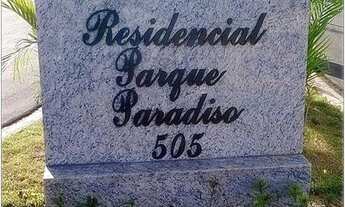 Residencial
Parque
Paradiso
505